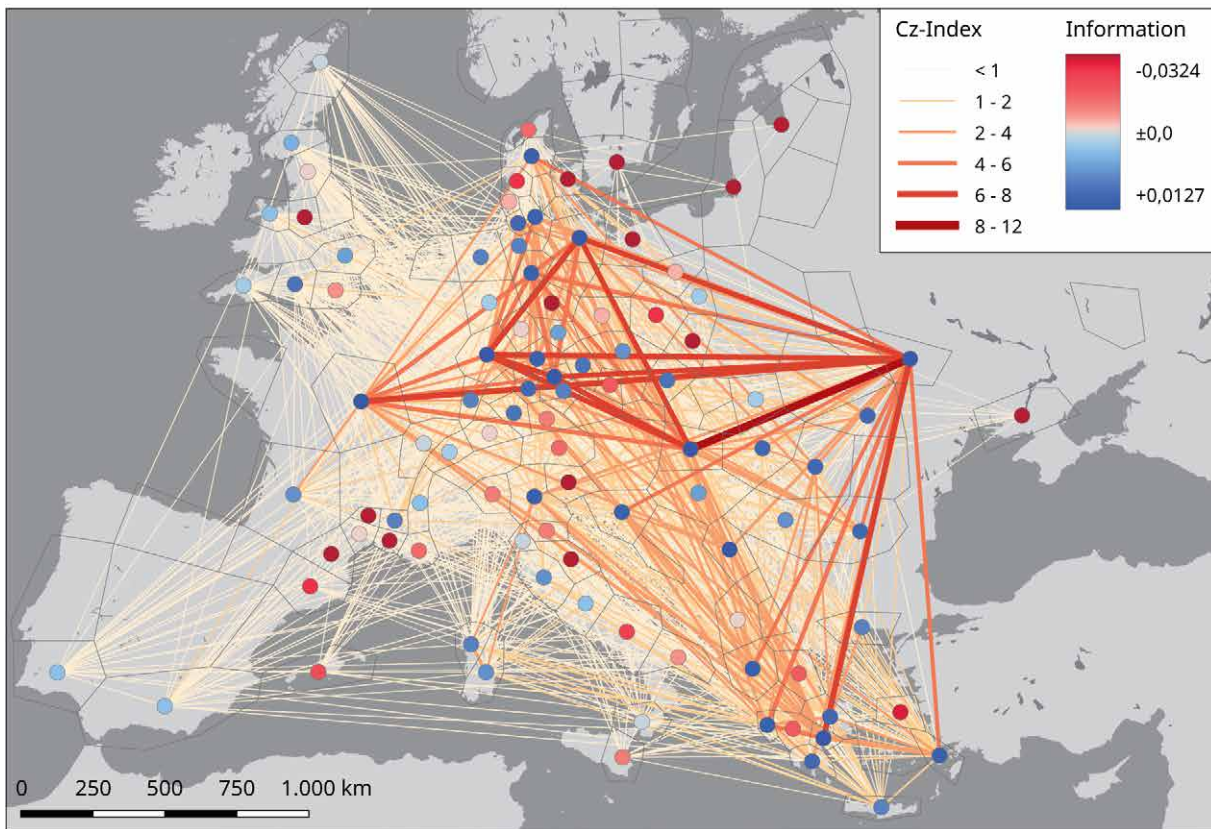 Cz-Index
< 1
1 - 2
2 - 4
4 - 6
6 - 8
8 - 12
Information
-0,0324
±0,0
+0,0127
0 250 500 750 1.000 km